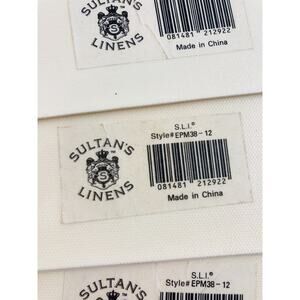 SULTAN'S
LINENS
081481 212922
Made in China
SULTAN'S
™
S
LINENS
S.L.I.®
Style# EPM38-12
081481 212922
Made in China
SULTAN'S
S.L.I.®
Style# EPM38-12